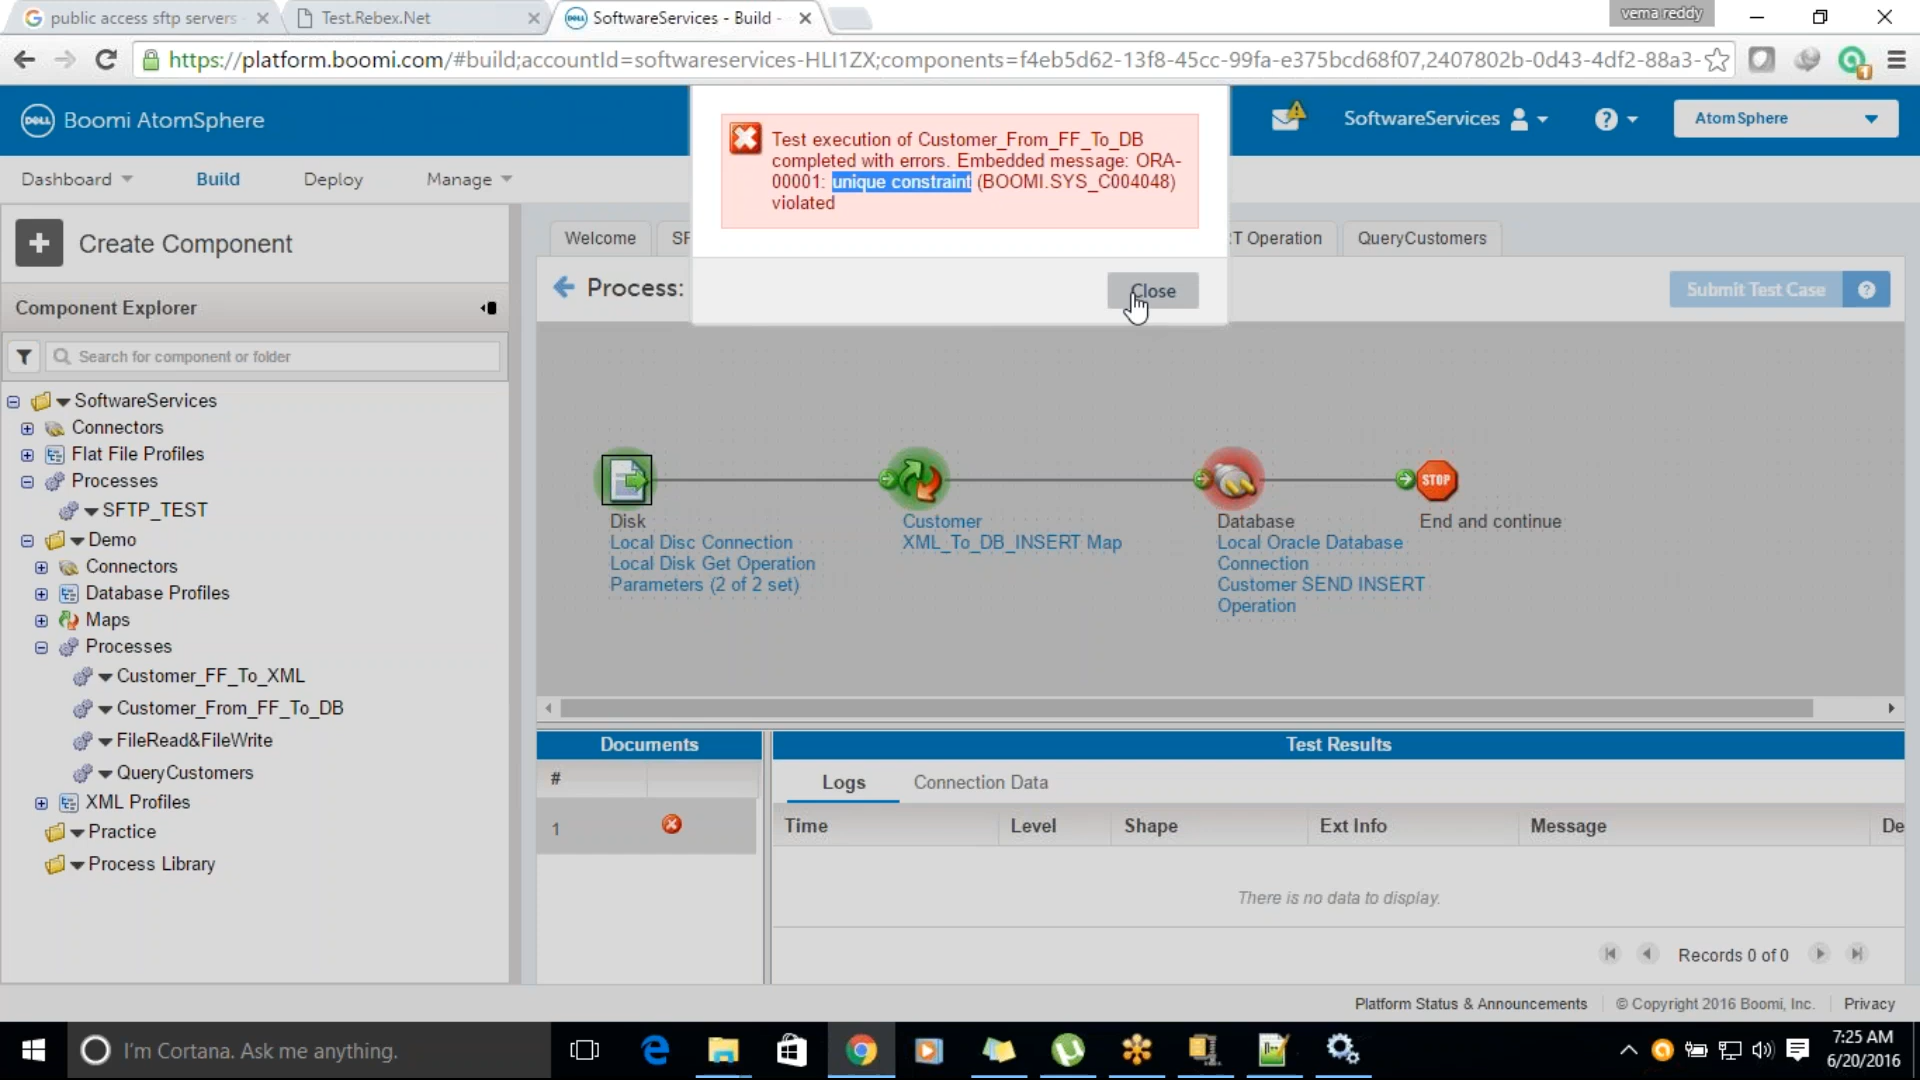 public access sftp servers
Test.Rebex.Net
SoftwareServices - Build -
vema reddy
https://platform.boomi.com/#build;accountId=softwareservices-HLI1ZX;components=f4eb5d62-13f8-45cc-99fa-e375bcd68f07,2407802b-0d43-4df2-88a3-
DELL
Boomi AtomSphere
SoftwareServices
AtomSphere
Dashboard
Build
Deploy
Manage
Test execution of Customer_From_FF_To_DB
completed with errors. Embedded message: ORA-
00001: unique constraint (BOOMI.SYS_C004048)
violated
Close
Create Component
Component Explorer
Search for component or folder
SoftwareServices
Connectors
Flat File Profiles
Processes
SFTP_TEST
Demo
Connectors
Database Profiles
Maps
Processes
Customer_FF_To_XML
Customer_From_FF_To_DB
FileRead&FileWrite
QueryCustomers
XML Profiles
Practice
Process Library
Welcome
SF
T Operation
QueryCustomers
Process:
Submit Test Case
?
Disk
Local Disc Connection
Local Disk Get Operation
Parameters (2 of 2 set)
Customer
XML_To_DB_INSERT Map
Database
Local Oracle Database
Connection
Customer SEND INSERT
Operation
STOP
End and continue
Documents
#
1
Test Results
Logs
Connection Data
Time
Level
Shape
Ext Info
Message
De
There is no data to display.
Records 0 of 0
Platform Status & Announcements
© Copyright 2016 Boomi, Inc.
Privacy
I'm Cortana. Ask me anything.
7:25 AM
6/20/2016